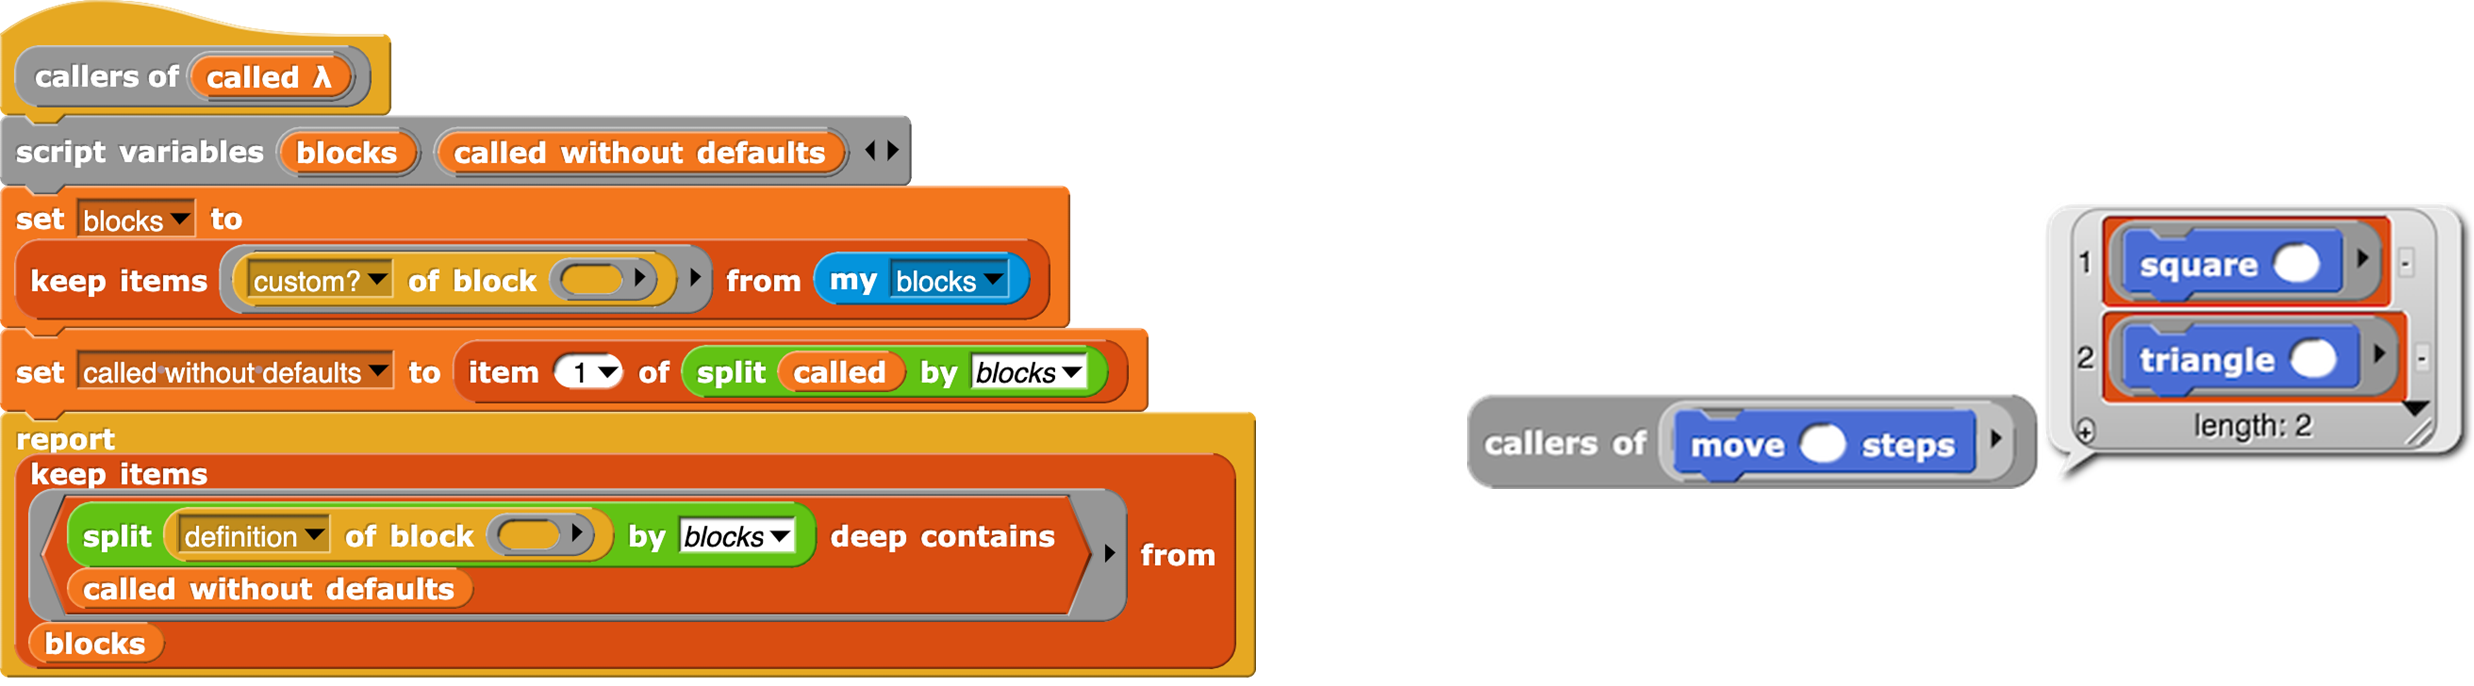 callers of called λ
script variables blocks called without defaults
set blocks to
keep items custom? of block from my blocks
set called without defaults to item 1 of split called by blocks
report
keep items
split definition of block by blocks deep contains
called without defaults
from
blocks
callers of move steps
1 square
2 triangle
length: 2